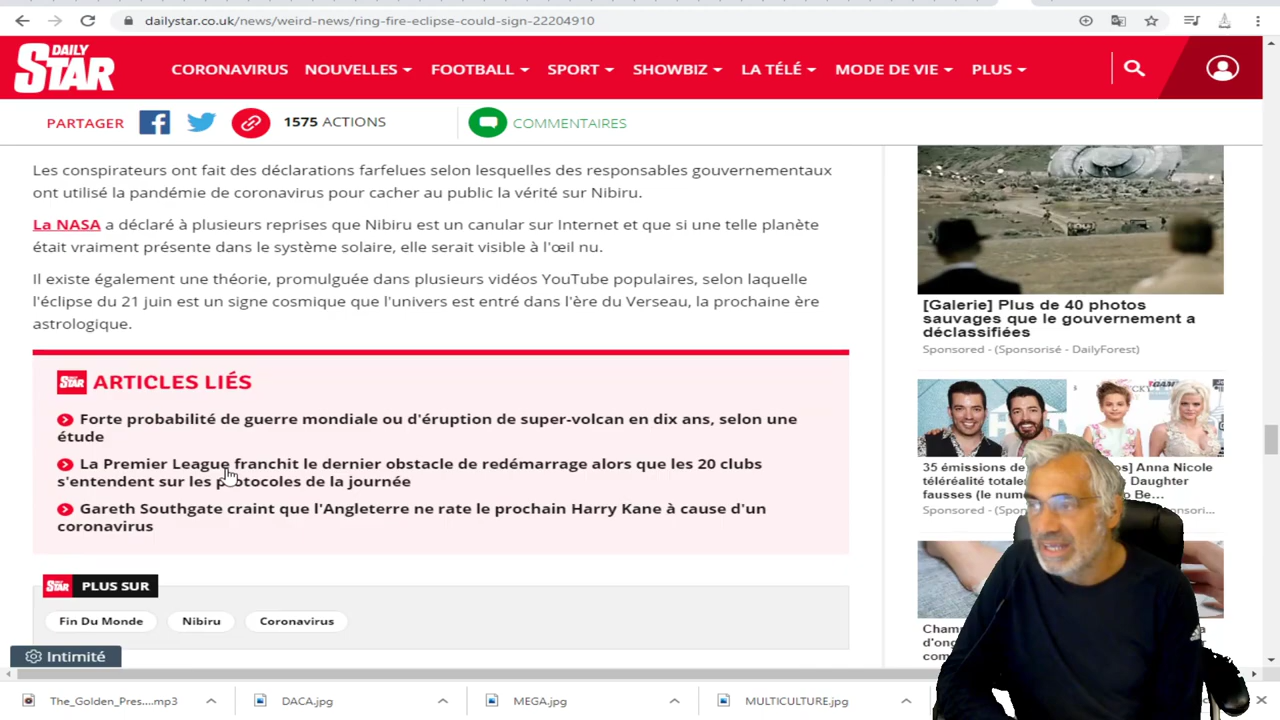 dailystar.co.uk/news/weird-news/ring-fire-eclipse-could-sign-22204910
DAILY
STAR
CORONAVIRUS
NOUVELLES
FOOTBALL
SPORT
SHOWBIZ
LA TÉLÉ
MODE DE VIE
PLUS
PARTAGER
1575 ACTIONS
COMMENTAIRES
Les conspirateurs ont fait des déclarations farfelues selon lesquelles des responsables gouvernementaux
ont utilisé la pandémie de coronavirus pour cacher au public la vérité sur Nibiru.
La NASA a déclaré à plusieurs reprises que Nibiru est un canular sur Internet et que si une telle planète
était vraiment présente dans le système solaire, elle serait visible à l'œil nu.
Il existe également une théorie, promulguée dans plusieurs vidéos YouTube populaires, selon laquelle
l'éclipse du 21 juin est un signe cosmique que l'univers est entré dans l'ère du Verseau, la prochaine ère
astrologique.
STAR ARTICLES LIÉS
Forte probabilité de guerre mondiale ou d'éruption de super-volcan en dix ans, selon une
étude
La Premier League franchit le dernier obstacle de redémarrage alors que les 20 clubs
s'entendent sur les protocoles de la journée
Gareth Southgate craint que l'Angleterre ne rate le prochain Harry Kane à cause d'un
coronavirus
STAR PLUS SUR
Fin Du Monde
Nibiru
Coronavirus
Intimité
[Galerie] Plus de 40 photos
sauvages que le gouvernement a
déclassifiées
Sponsored - (Sponsorisé - DailyForest)
35 émissions de
téléréalité totale
fausses (le num
os] Anna Nicole
Daughter
o Be...
Sponsored - (Spon
nsori...
Cham
d'ong
com
The_Golden_Pres....mp3
DACA.jpg
MEGA.jpg
MULTICULTURE.jpg